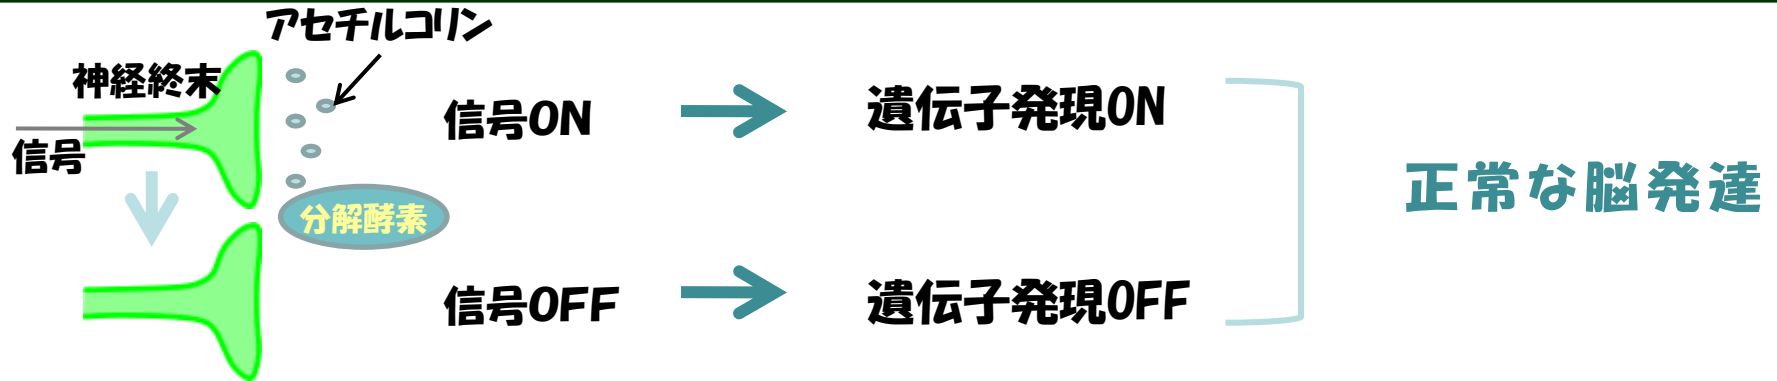 アセチルコリン
神経終末
信号
信号ON
遺伝子発現ON
正常な脳発達
分解酵素
信号OFF
遺伝子発現OFF